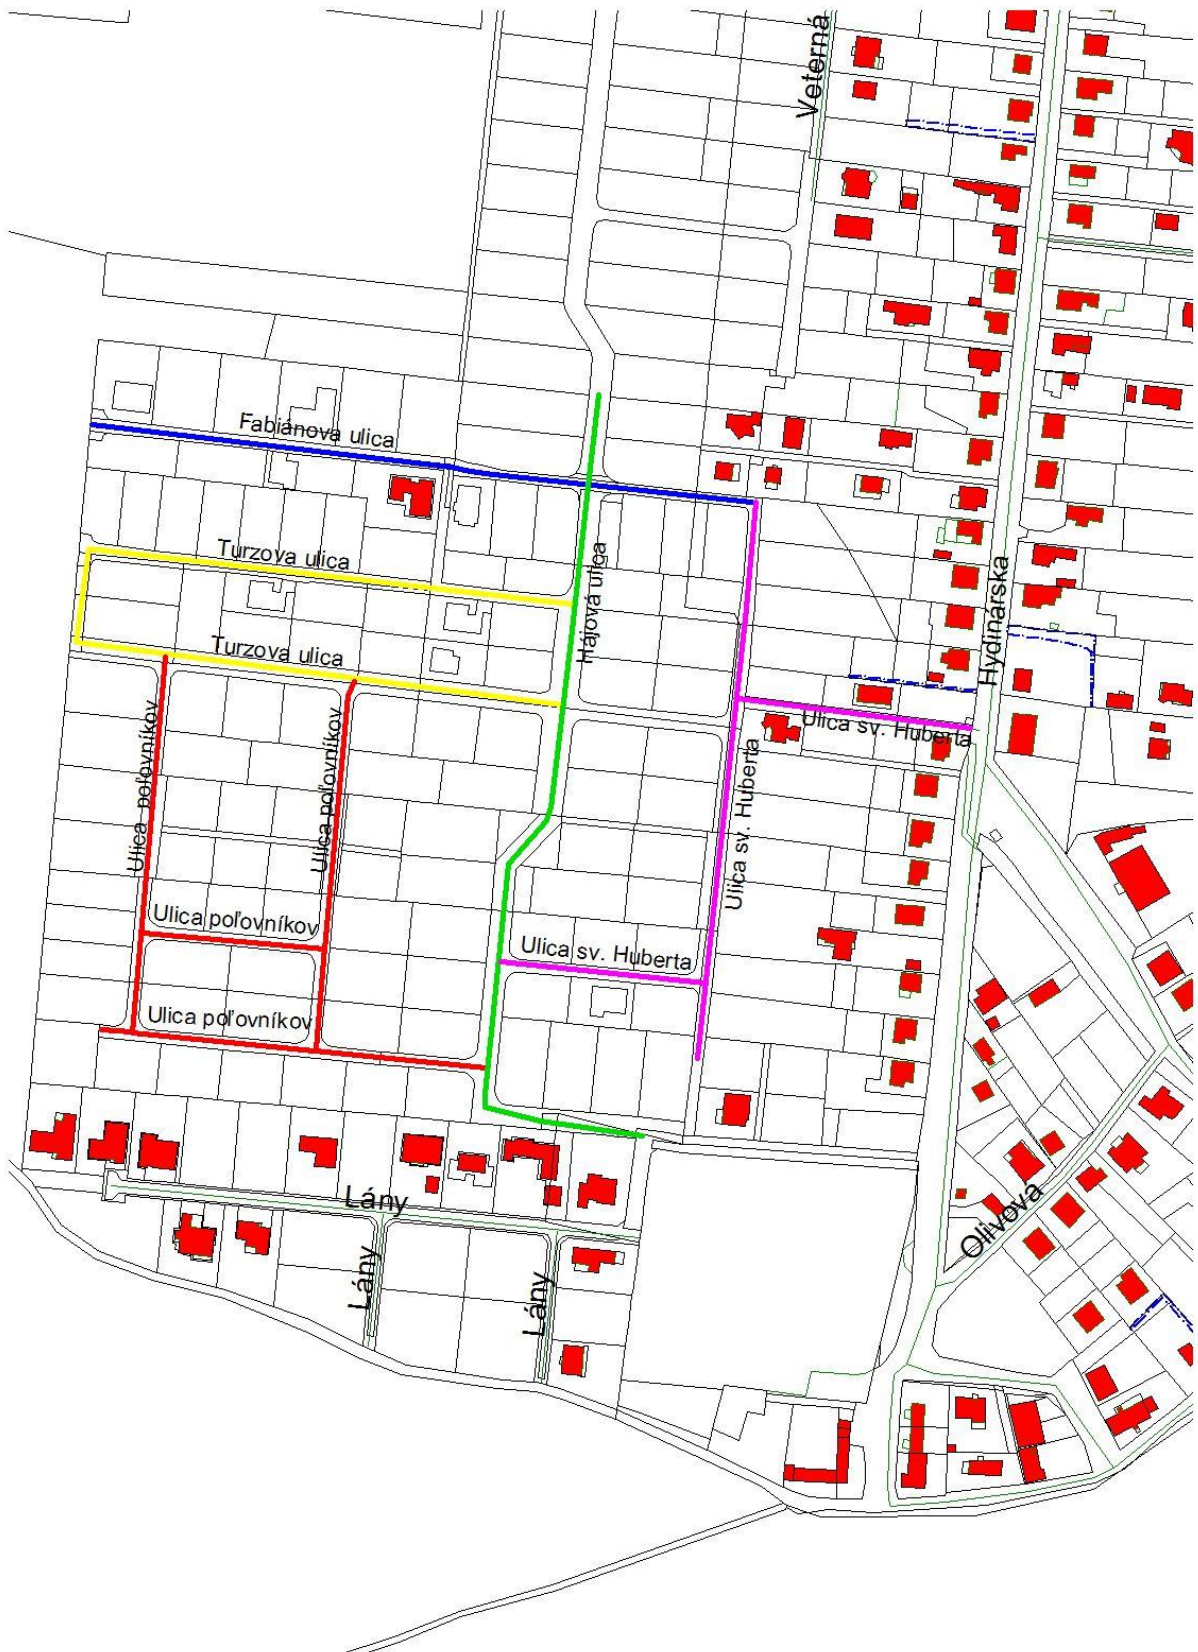 Veterná
Fabiánova ulica
Turzova ulica
Hájová ulica
Hydinárska
Turzova ulica
Ulica poľovníkov
Ulica poľovníkov
Ulica sv. Huberta
Ulica sv. Huberta
Ulica poľovníkov
Ulica sv. Huberta
Ulica poľovníkov
Lány
Olivová
Lány
Lány